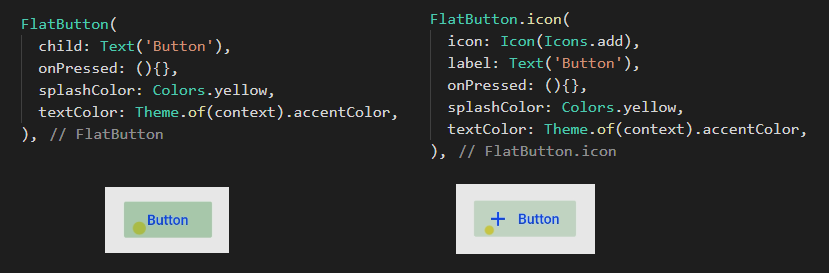 FlatButton(
child: Text('Button'),
onPressed: (){},
splashColor: Colors.yellow,
textColor: Theme.of(context).accentColor,
), // FlatButton
Button
FlatButton.icon(
icon: Icon(Icons.add),
label: Text('Button'),
onPressed: (){},
splashColor: Colors.yellow,
textColor: Theme.of(context).accentColor,
), // FlatButton.icon
Button